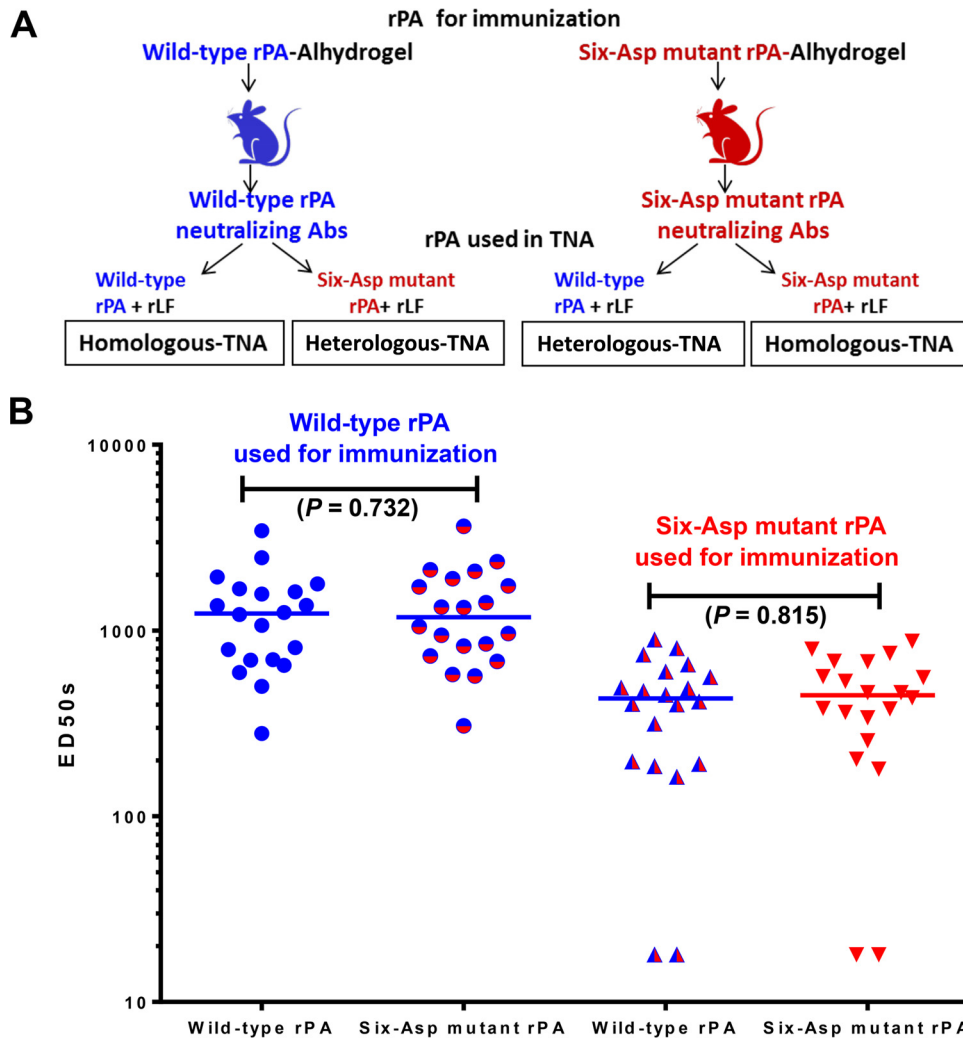 A
rPA for immunization
Wild-type rPA-Alhydrogel
Six-Asp mutant rPA-Alhydrogel
Wild-type rPA
neutralizing Abs
Six-Asp mutant rPA
neutralizing Abs
rPA used in TNA
Wild-type
rPA + rLF
Six-Asp mutant
rPA+ rLF
Wild-type
rPA + rLF
Six-Asp mutant
rPA+ rLF
Homologous-TNA
Heterologous-TNA
Heterologous-TNA
Homologous-TNA
B
Wild-type rPA
used for immunization
(P = 0.732)
Six-Asp mutant rPA
used for immunization
(P = 0.815)
ED50s
10000
1000
100
10
Wild-type rPA
Six-Asp mutant rPA
Wild-type rPA
Six-Asp mutant rPA